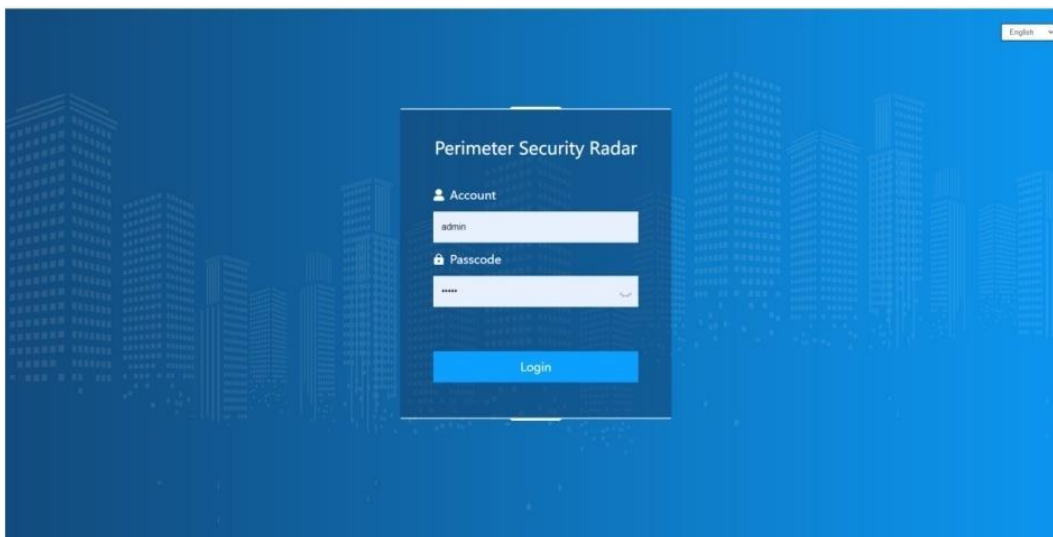 English
Perimeter Security Radar
Account
admin
Passcode
•••••
Login